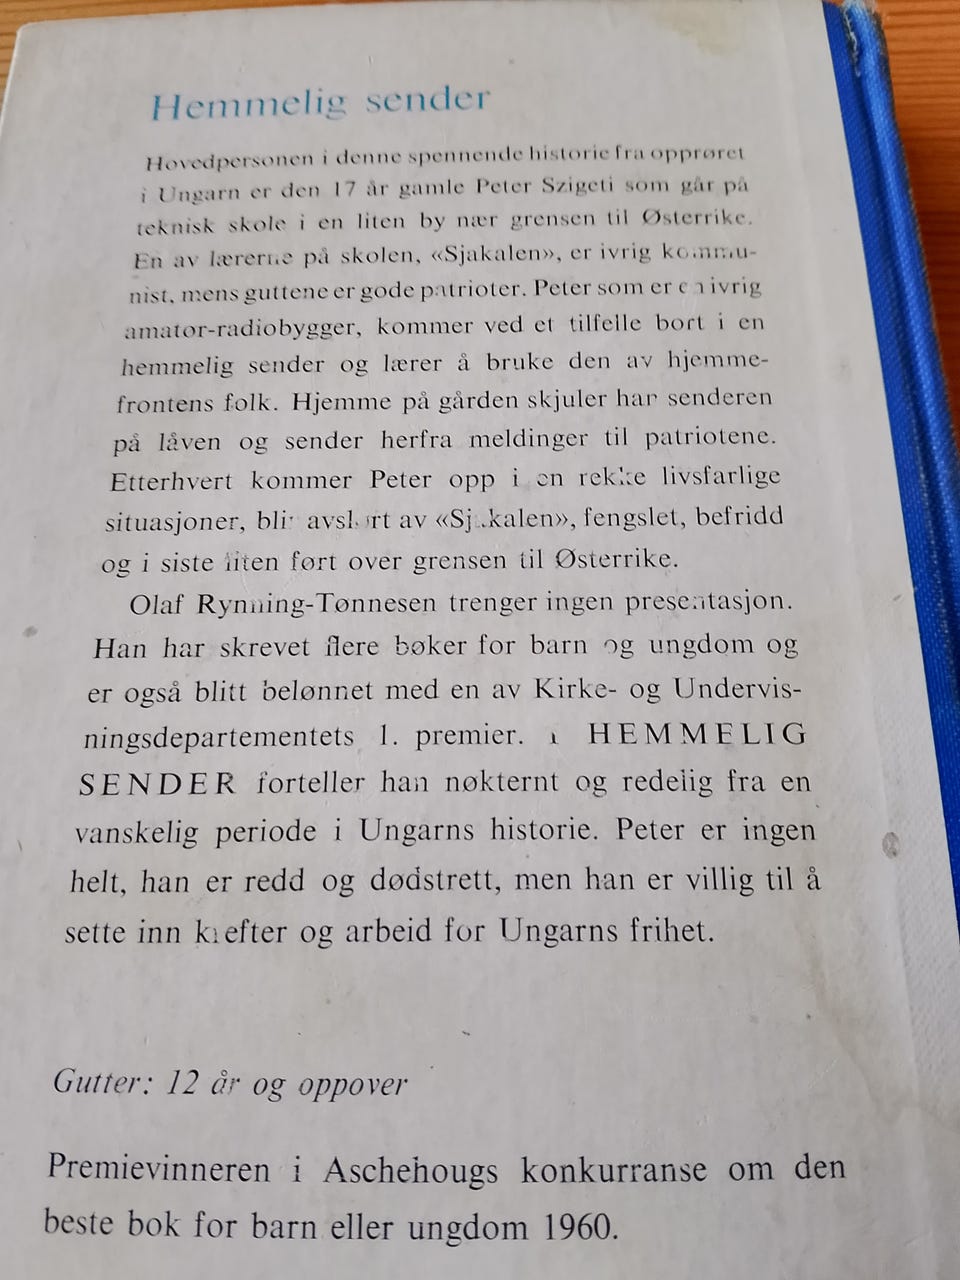 Hemmelig sender
Hovedpersonen i denne spennende historie fra opprøret
i Ungarn er den 17 år gamle Peter Szigeti som går på
teknisk skole i en liten by nær grensen til Østerrike.
En av lærerne på skolen, «Sjakalen», er ivrig kommu-
nist, mens guttene er gode patrioter. Peter som er en ivrig
amatør-radiobygger, kommer ved et tilfelle bort i en
hemmelig sender og lærer å bruke den av hjemme-
frontens folk. Hjemme på gården skjuler han senderen
på låven og sender herfra meldinger til patriotene.
Etterhvert kommer Peter opp i en rekke livsfarlige
situasjoner, blir avslørt av «Sjakalen», fengslet, befridd
og i siste liten ført over grensen til Østerrike.
Olaf Rynning-Tønnesen trenger ingen presentasjon.
Han har skrevet flere bøker for barn og ungdom og
er også blitt belønnet med en av Kirke- og Undervis-
ningsdepartementets 1. premier. I HEMMELIG
SENDER forteller han nøkternt og redelig fra en
vanskelig periode i Ungarns historie. Peter er ingen
helt, han er redd og dødstrett, men han er villig til å
sette inn krefter og arbeid for Ungarns frihet.
Gutter: 12 år og oppover
Premievinneren i Aschehougs konkurranse om den
beste bok for barn eller ungdom 1960.